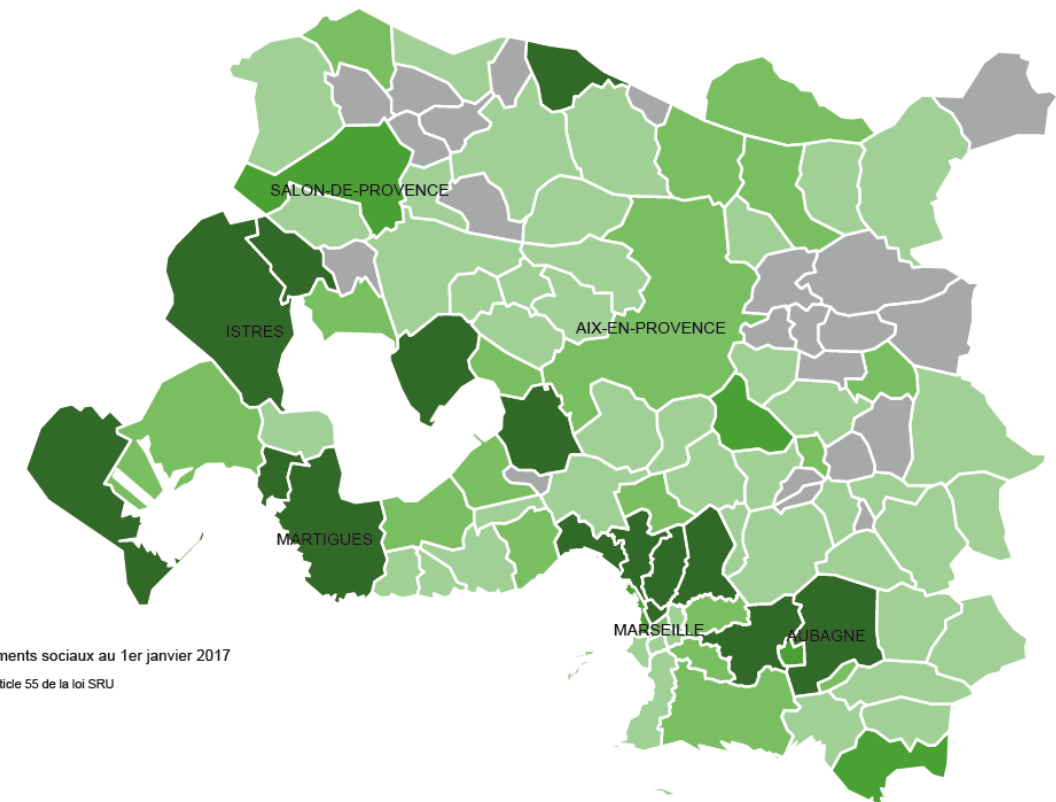 SALON-DE-PROVENCE
ISTRES
AIX-EN-PROVENCE
MARTIGUES
MARSEILLE
AUBAGNE
ments sociaux au 1er janvier 2017
ticle 55 de la loi SRU